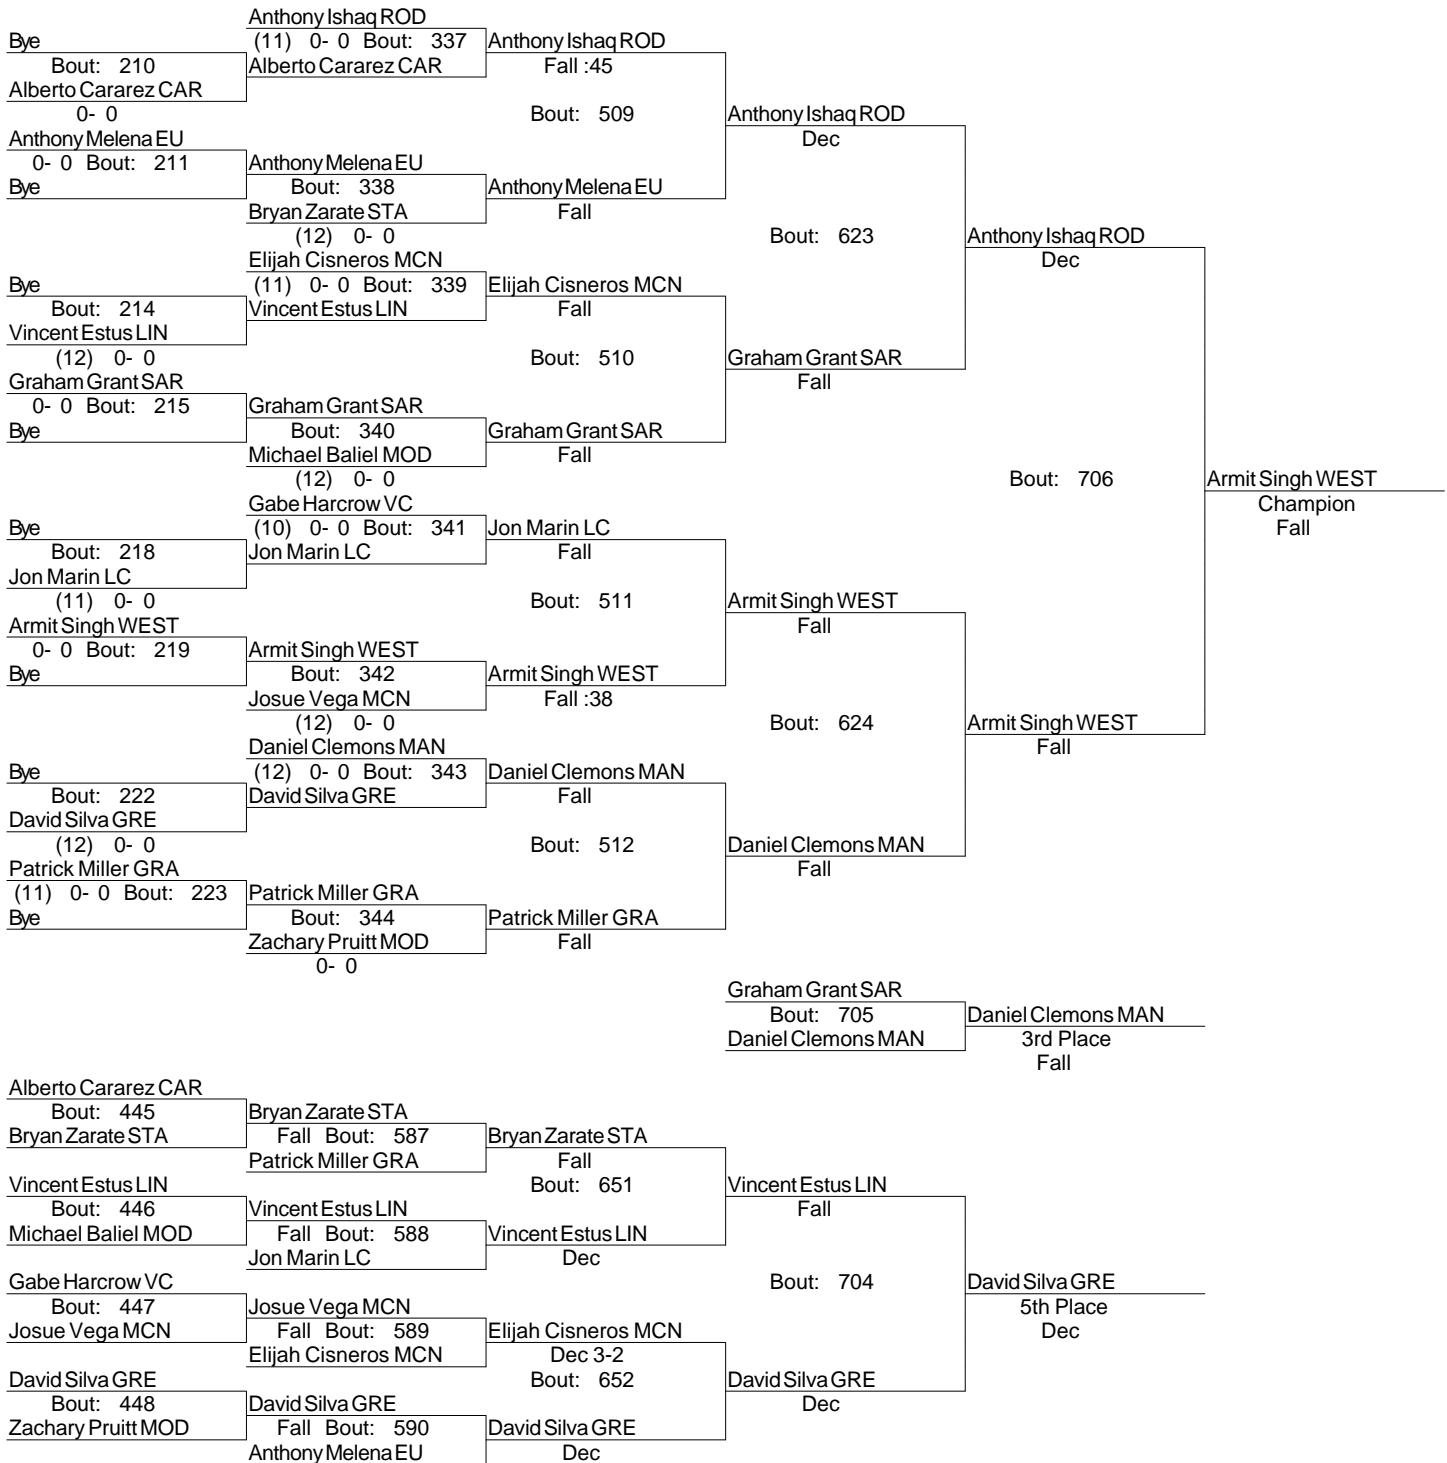 Anthony Ishaq ROD
Bye (11) 0- 0 Bout: 337 Anthony Ishaq ROD
Bout: 210 Alberto Cararez CAR Fall :45
Alberto Cararez CAR
0- 0 Bout: 509 Anthony Ishaq ROD
Anthony Melena EU Dec
0- 0 Bout: 211 Anthony Melena EU
Bye Bout: 338 Anthony Melena EU
Bryan Zarate STA Fall
(12) 0- 0 Bout: 623 Anthony Ishaq ROD
Elijah Cisneros MCN Dec
Bye (11) 0- 0 Bout: 339 Elijah Cisneros MCN
Bout: 214 Vincent Estus LIN Fall
Vincent Estus LIN
(12) 0- 0 Bout: 510 Graham Grant SAR
Graham Grant SAR Fall
0- 0 Bout: 215 Graham Grant SAR
Bye Bout: 340 Graham Grant SAR
Michael Baliel MOD Fall
(12) 0- 0 Bout: 706 Armit Singh WEST
Gabe Harcrow VC Champion
Bye (10) 0- 0 Bout: 341 Jon Marin LC Fall
Bout: 218 Jon Marin LC Fall
Jon Marin LC
(11) 0- 0 Bout: 511 Armit Singh WEST
Armit Singh WEST Fall
0- 0 Bout: 219 Armit Singh WEST
Bye Bout: 342 Armit Singh WEST
Josue Vega MCN Fall :38
(12) 0- 0 Bout: 624 Armit Singh WEST
Daniel Clemons MAN Fall
Bye (12) 0- 0 Bout: 343 Daniel Clemons MAN
Bout: 222 David Silva GRE Fall
David Silva GRE
(12) 0- 0 Bout: 512 Daniel Clemons MAN
Patrick Miller GRA Fall
(11) 0- 0 Bout: 223 Patrick Miller GRA
Bye Bout: 344 Patrick Miller GRA
Zachary Pruitt MOD Fall
0- 0
Graham Grant SAR
Bout: 705 Daniel Clemons MAN
Daniel Clemons MAN 3rd Place
Fall
Alberto Cararez CAR
Bout: 445 Bryan Zarate STA
Bryan Zarate STA Fall Bout: 587 Bryan Zarate STA
Patrick Miller GRA Fall
Vincent Estus LIN Bout: 651 Vincent Estus LIN
Bout: 446 Vincent Estus LIN Fall
Michael Baliel MOD Fall Bout: 588 Vincent Estus LIN
Jon Marin LC Dec
Gabe Harcrow VC Bout: 704 David Silva GRE
Bout: 447 Josue Vega MCN 5th Place
Josue Vega MCN Fall Bout: 589 Elijah Cisneros MCN Dec
Elijah Cisneros MCN Dec 3-2
David Silva GRE Bout: 652 David Silva GRE
Bout: 448 David Silva GRE Dec
Zachary Pruitt MOD Fall Bout: 590 David Silva GRE
Anthony Melena EU Dec